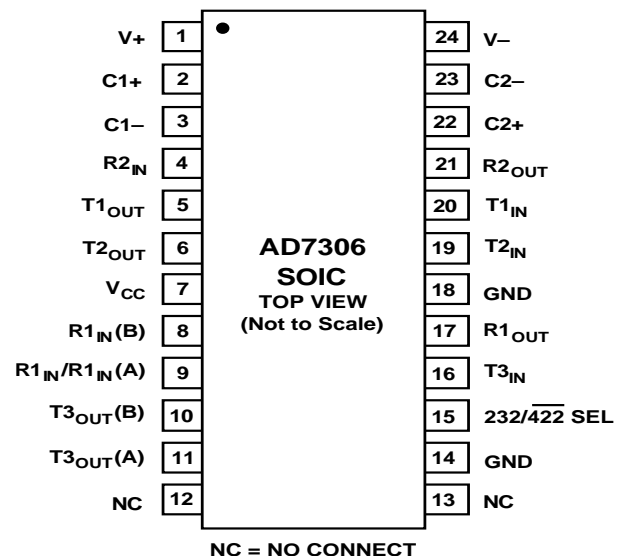 V+ 1 24 V–
C1+ 2 23 C2–
C1– 3 22 C2+
R2IN 4 21 R2OUT
T1OUT 5 20 T1IN
T2OUT 6 19 T2IN
VCC 7 18 GND
R1IN(B) 8 17 R1OUT
R1IN/R1IN(A) 9 16 T3IN
T3OUT(B) 10 15 232/4̅2̅2̅ SEL
T3OUT(A) 11 14 GND
NC 12 13 NC
AD7306
SOIC
TOP VIEW
(Not to Scale)
NC = NO CONNECT